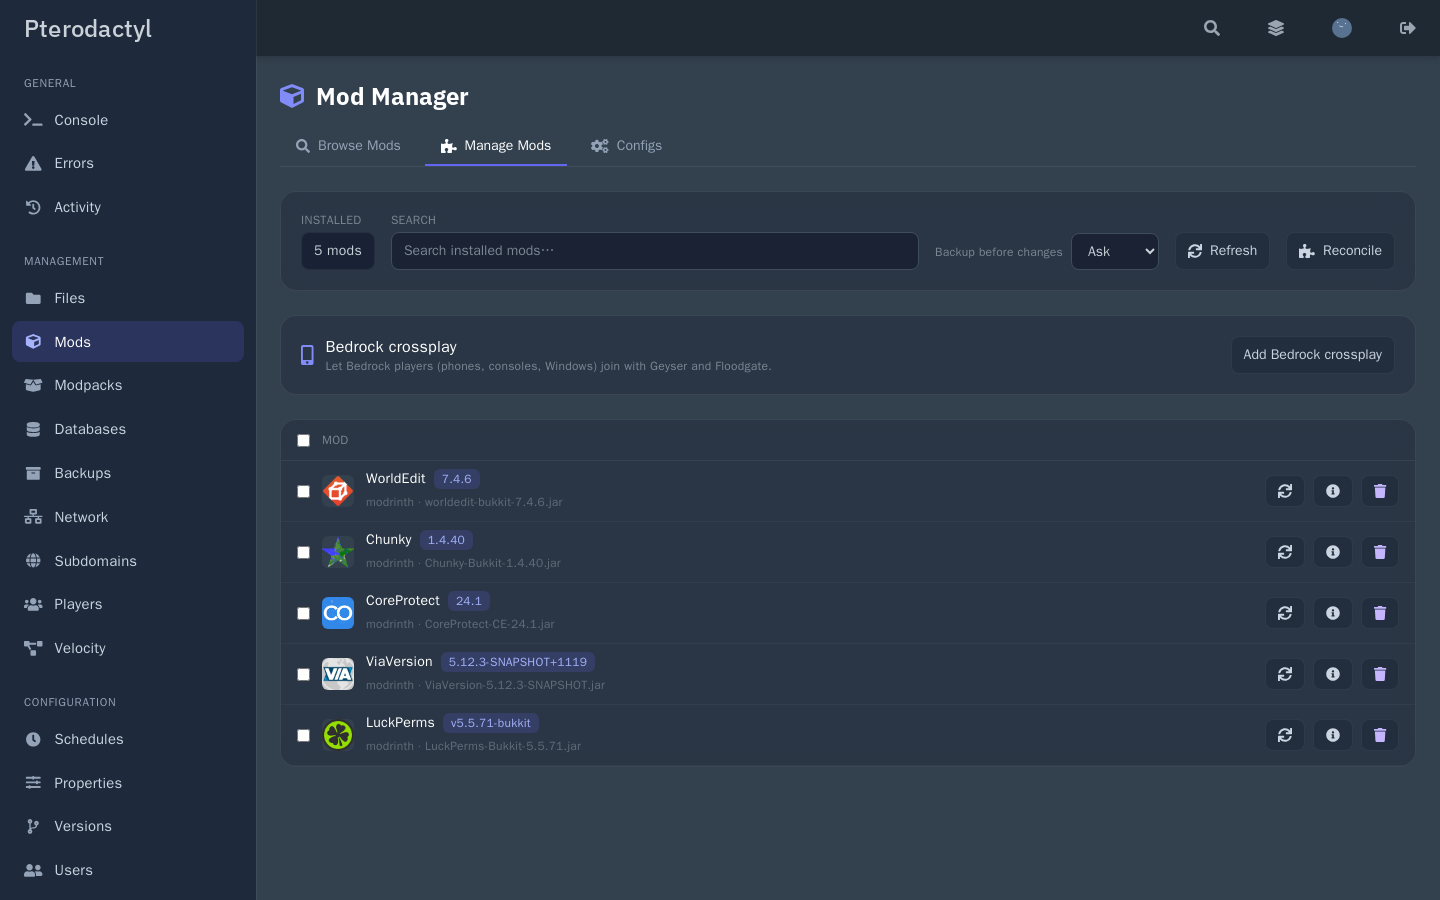 Pterodactyl
GENERAL
Console
Errors
Activity
MANAGEMENT
Files
Mods
Modpacks
Databases
Backups
Network
Subdomains
Players
Velocity
CONFIGURATION
Schedules
Properties
Versions
Users
Mod Manager
Browse Mods
Manage Mods
Configs
INSTALLED
SEARCH
5 mods
Search installed mods…
Backup before changes
Ask
Refresh
Reconcile
Bedrock crossplay
Let Bedrock players (phones, consoles, Windows) join with Geyser and Floodgate.
Add Bedrock crossplay
MOD
WorldEdit 7.4.6
modrinth · worldedit-bukkit-7.4.6.jar
Chunky 1.4.40
modrinth · Chunky-Bukkit-1.4.40.jar
CO
CoreProtect 24.1
modrinth · CoreProtect-CE-24.1.jar
VIA
ViaVersion 5.12.3-SNAPSHOT+1119
modrinth · ViaVersion-5.12.3-SNAPSHOT.jar
LuckPerms v5.5.71-bukkit
modrinth · LuckPerms-Bukkit-5.5.71.jar